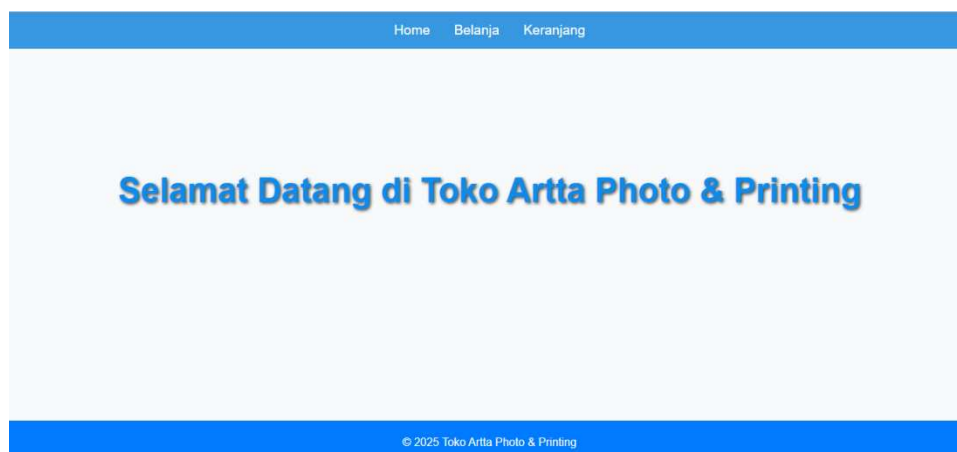 Home Belanja Keranjang
Selamat Datang di Toko Artta Photo & Printing
© 2025 Toko Artta Photo & Printing